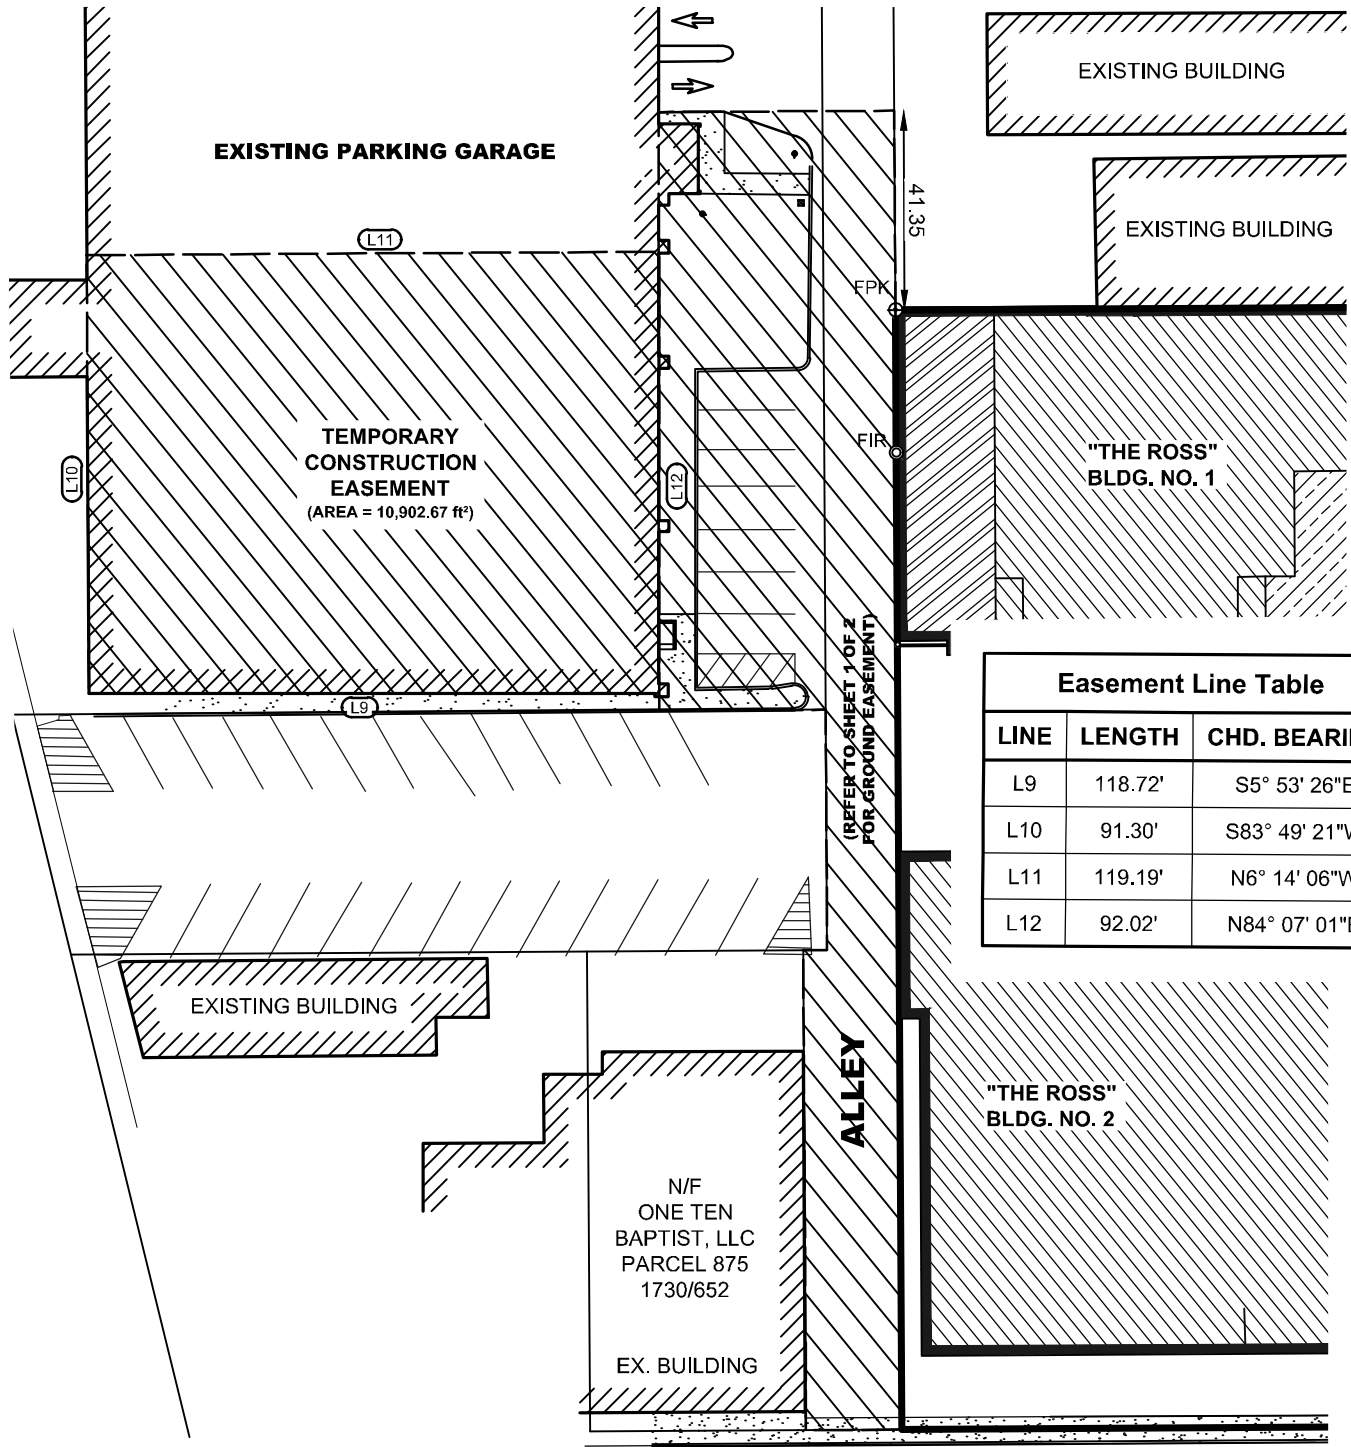 EXISTING BUILDING
EXISTING PARKING GARAGE
41.35
EXISTING BUILDING
L11
FPK
TEMPORARY
CONSTRUCTION
EASEMENT
(AREA = 10,902.67 ft²)
L10
L12
FIR
"THE ROSS"
BLDG. NO. 1
L9
(REFER TO SHEET 1 OF 2
FOR GROUND EASEMENT)
Easement Line Table
LINE LENGTH CHD. BEARI
L9 118.72' S5° 53' 26"E
L10 91.30' S83° 49' 21"W
L11 119.19' N6° 14' 06"W
L12 92.02' N84° 07' 01"E
EXISTING BUILDING
ALLEY
"THE ROSS"
BLDG. NO. 2
N/F
ONE TEN
BAPTIST, LLC
PARCEL 875
1730/652
EX. BUILDING